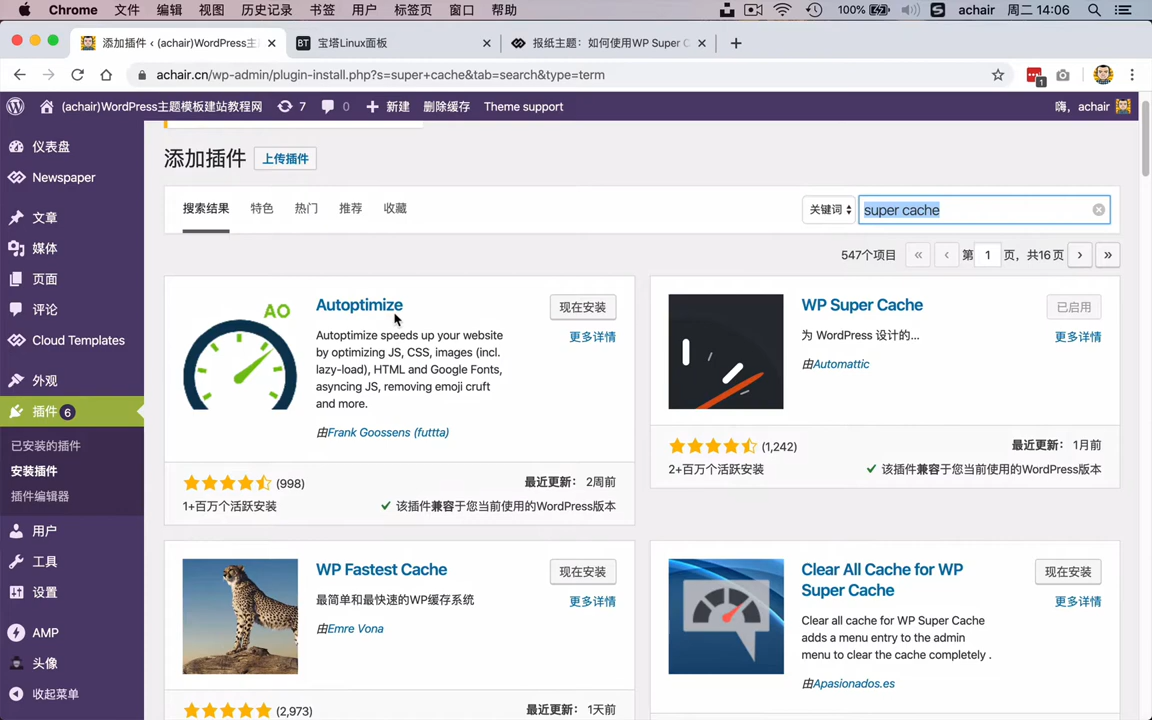 Chrome 文件 编辑 视图 历史记录 书签 用户 标签页 窗口 帮助 100% achair 周二 14:06
添加插件 ‹ (achair)WordPress主 宝塔Linux面板 报纸主题：如何使用WP Super C
achair.cn/wp-admin/plugin-install.php?s=super+cache&tab=search&type=term 1
(achair)WordPress主题模板建站教程网 7 0 新建 删除缓存 Theme support 嗨，achair
仪表盘
Newspaper
文章
媒体
页面
评论
Cloud Templates
外观
插件 6
已安装的插件
安装插件
插件编辑器
用户
工具
设置
AMP
头像
收起菜单
添加插件 上传插件
搜索结果 特色 热门 推荐 收藏 关键词 super cache
547个项目 « ‹ 第 1 页，共16页 › »
AO
Autoptimize
现在安装
更多详情
Autoptimize speeds up your website
by optimizing JS, CSS, images (incl.
lazy-load), HTML and Google Fonts,
asyncing JS, removing emoji cruft
and more.
由Frank Goossens (futtta)
(998) 最近更新： 2周前
1+百万个活跃安装 该插件兼容于您当前使用的WordPress版本
WP Super Cache
已启用
更多详情
为 WordPress 设计的...
由Automattic
(1,242) 最近更新： 1月前
2+百万个活跃安装 该插件兼容于您当前使用的WordPress版本
WP Fastest Cache
现在安装
更多详情
最简单和最快速的WP缓存系统
由Emre Vona
(2,973) 最近更新： 1天前
Clear All Cache for WP
Super Cache
现在安装
更多详情
Clear all cache for WP Super Cache
adds a menu entry to the admin
menu to clear the cache completely .
由Apasionados.es